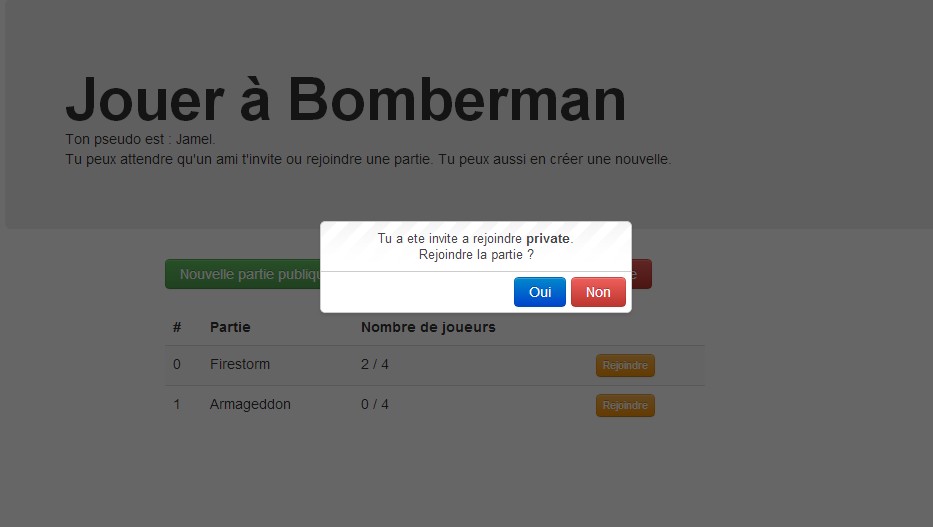 Jouer à Bomberman
Ton pseudo est : Jamel.
Tu peux attendre qu'un ami t'invite ou rejoindre une partie. Tu peux aussi en créer une nouvelle.
Tu a ete invite a rejoindre private.
Rejoindre la partie ?
Nouvelle partie
Oui Non
# Partie Nombre de joueurs
0 Firestorm 2 / 4 Rejoindre
1 Armageddon 0 / 4 Rejoindre